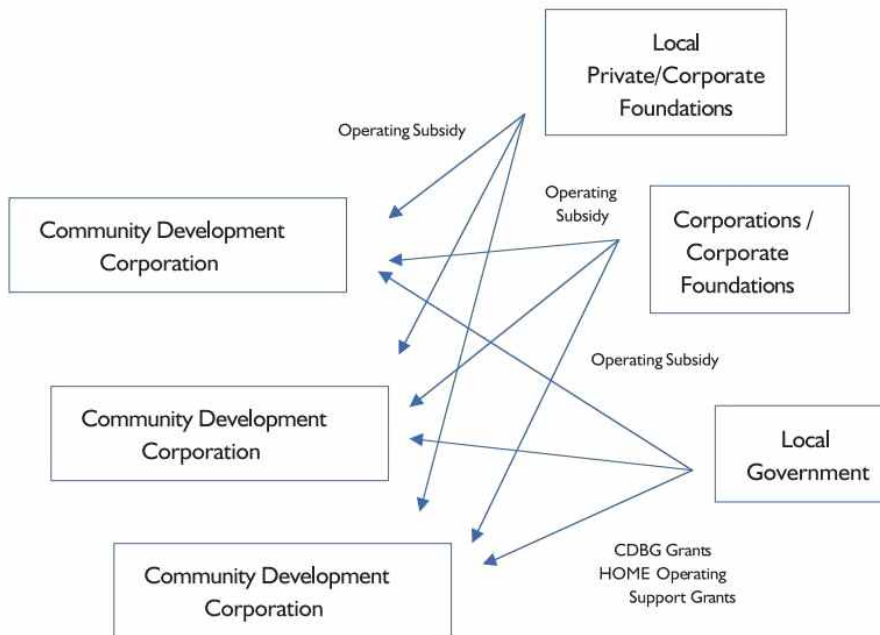 Local
Private/Corporate
Foundations
Operating Subsidy
Operating
Subsidy
Corporations /
Corporate
Foundations
Community Development
Corporation
Operating Subsidy
Community Development
Corporation
Local
Government
CDBG Grants
HOME Operating
Support Grants
Community Development
Corporation